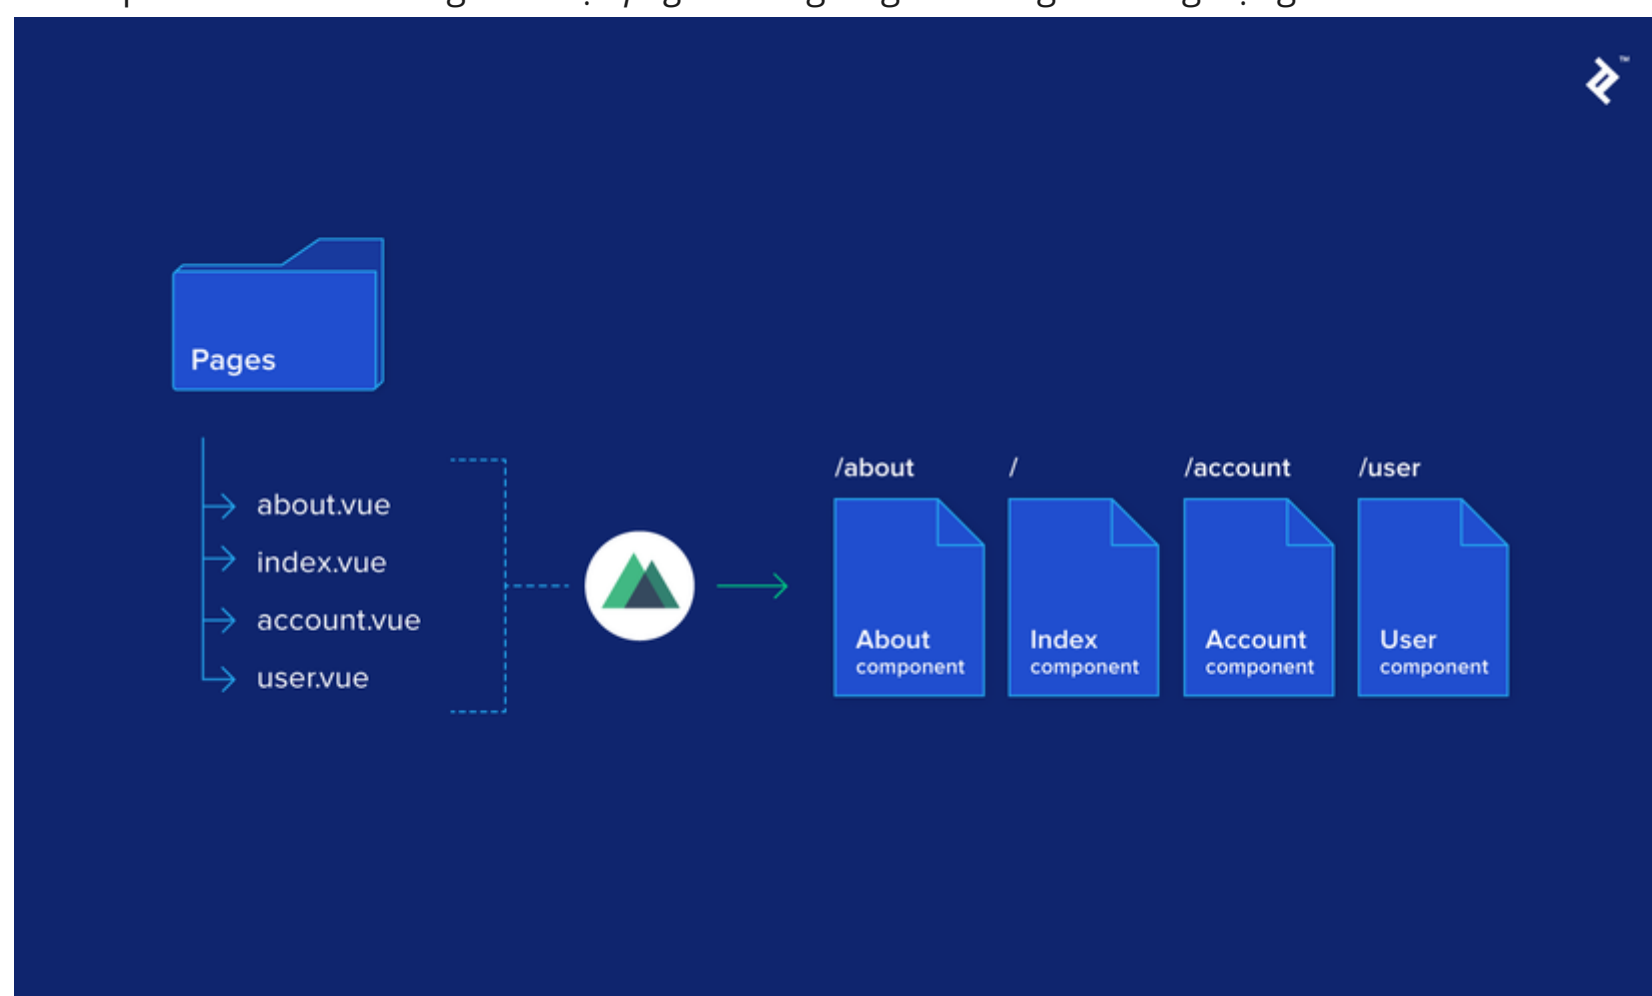 ™
Pages
about.vue
index.vue
account.vue
user.vue
/about
/
/account
/user
About
component
Index
component
Account
component
User
component